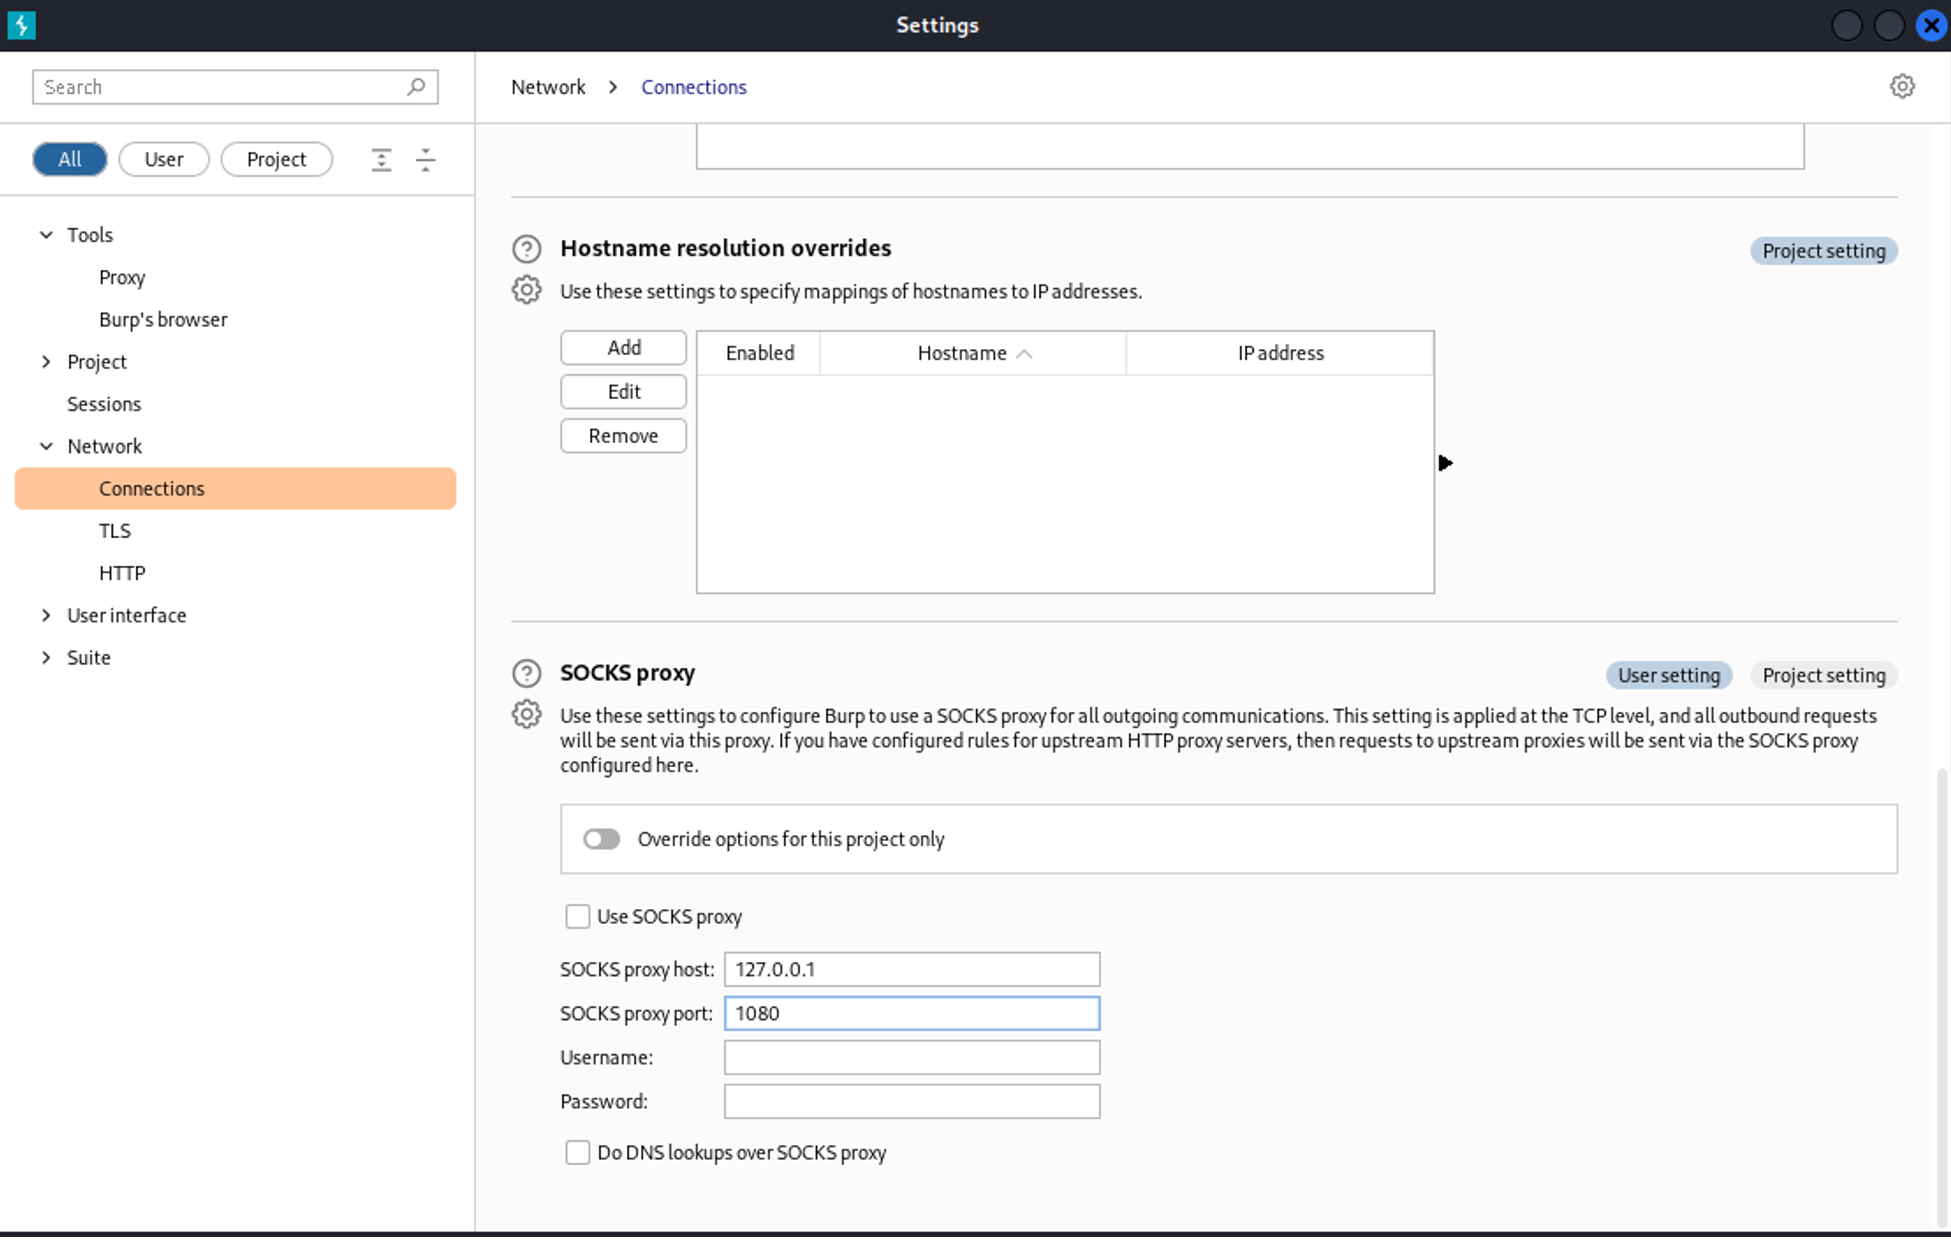 Settings
Search
Network > Connections
All User Project
Tools
Proxy
Burp's browser
Project
Sessions
Network
Connections
TLS
HTTP
User interface
Suite
Hostname resolution overrides
Project setting
Use these settings to specify mappings of hostnames to IP addresses.
Add
Edit
Remove
Enabled Hostname IP address
SOCKS proxy
User setting Project setting
Use these settings to configure Burp to use a SOCKS proxy for all outgoing communications. This setting is applied at the TCP level, and all outbound requests
will be sent via this proxy. If you have configured rules for upstream HTTP proxy servers, then requests to upstream proxies will be sent via the SOCKS proxy
configured here.
Override options for this project only
Use SOCKS proxy
SOCKS proxy host: 127.0.0.1
SOCKS proxy port: 1080
Username:
Password:
Do DNS lookups over SOCKS proxy